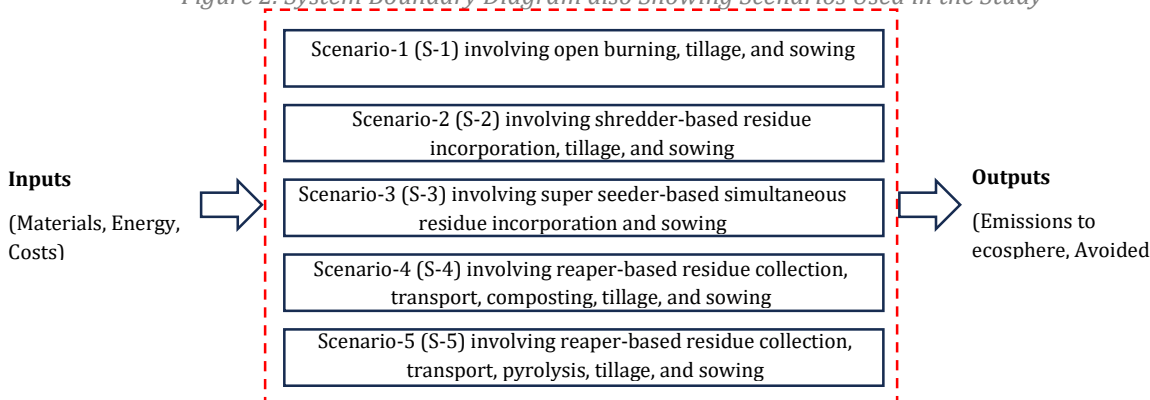 Figure 2: System Boundary Diagram also Showing Scenarios Used in the Study
Scenario-1 (S-1) involving open burning, tillage, and sowing
Scenario-2 (S-2) involving shredder-based residue
incorporation, tillage, and sowing
Inputs
(Materials, Energy,
Costs)
Scenario-3 (S-3) involving super seeder-based simultaneous
residue incorporation and sowing
Outputs
(Emissions to
ecosphere, Avoided
Scenario-4 (S-4) involving reaper-based residue collection,
transport, composting, tillage, and sowing
Scenario-5 (S-5) involving reaper-based residue collection,
transport, pyrolysis, tillage, and sowing